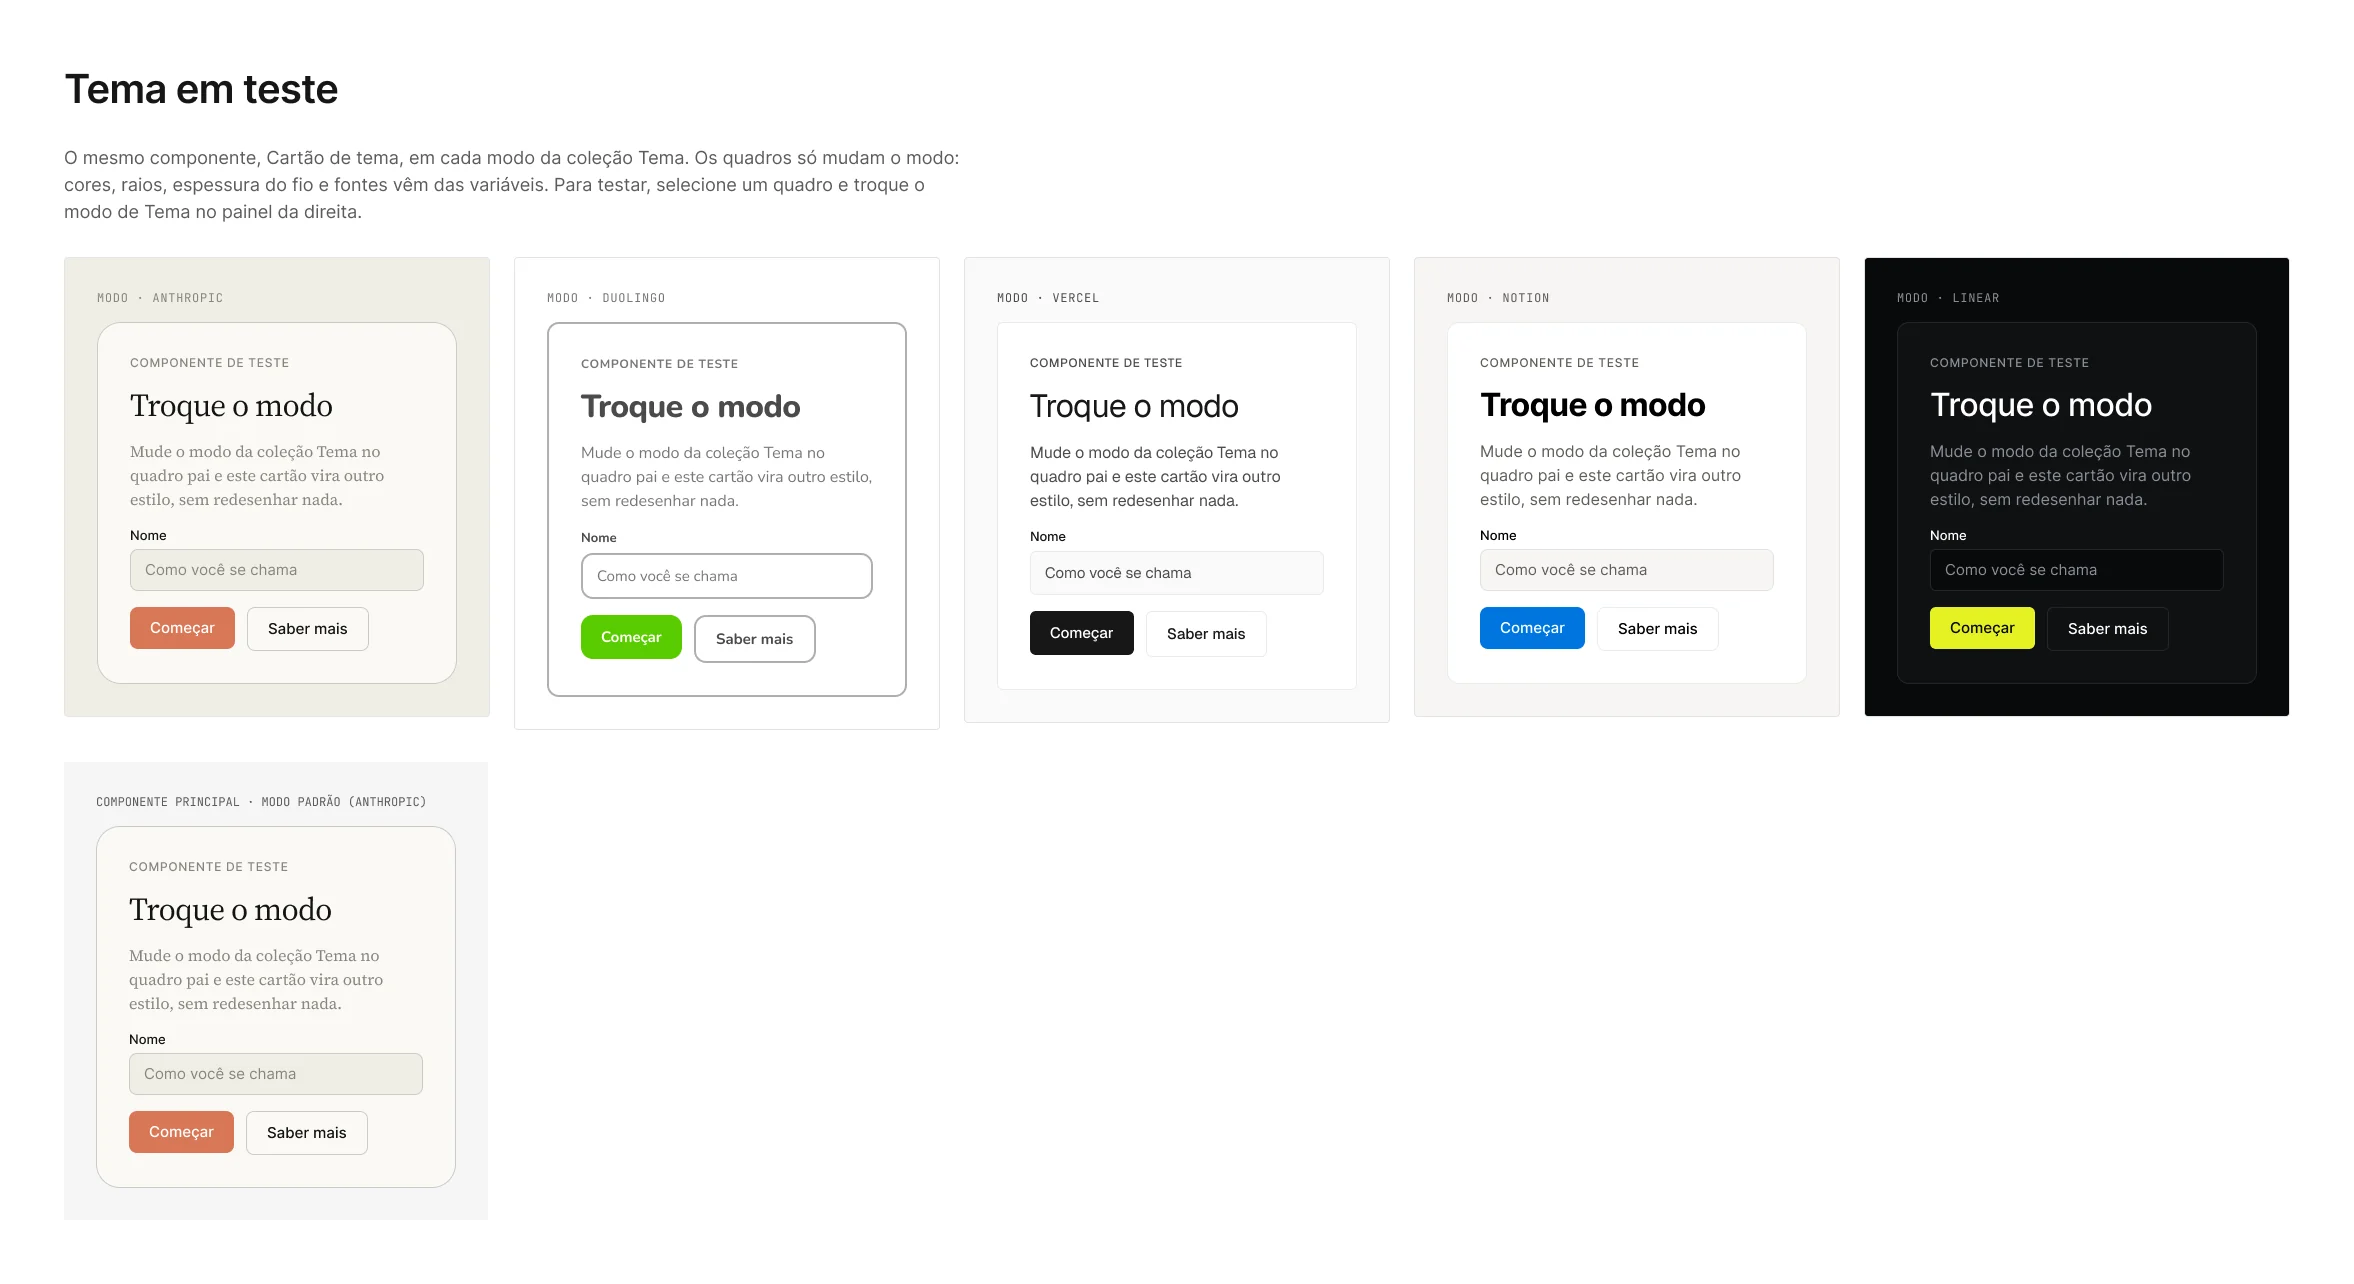 Tema em teste
O mesmo componente, Cartão de tema, em cada modo da coleção Tema. Os quadros só mudam o modo:
cores, raios, espessura do fio e fontes vêm das variáveis. Para testar, selecione um quadro e troque o
modo de Tema no painel da direita.
MODO · ANTHROPIC
COMPONENTE DE TESTE
Troque o modo
Mude o modo da coleção Tema no
quadro pai e este cartão vira outro
estilo, sem redesenhar nada.
Nome
Como você se chama
Começar
Saber mais
MODO · DUOLINGO
COMPONENTE DE TESTE
Troque o modo
Mude o modo da coleção Tema no
quadro pai e este cartão vira outro estilo,
sem redesenhar nada.
Nome
Como você se chama
Começar
Saber mais
MODO · VERCEL
COMPONENTE DE TESTE
Troque o modo
Mude o modo da coleção Tema no
quadro pai e este cartão vira outro
estilo, sem redesenhar nada.
Nome
Como você se chama
Começar
Saber mais
MODO · NOTION
COMPONENTE DE TESTE
Troque o modo
Mude o modo da coleção Tema no
quadro pai e este cartão vira outro
estilo, sem redesenhar nada.
Nome
Como você se chama
Começar
Saber mais
MODO · LINEAR
COMPONENTE DE TESTE
Troque o modo
Mude o modo da coleção Tema no
quadro pai e este cartão vira outro
estilo, sem redesenhar nada.
Nome
Como você se chama
Começar
Saber mais
COMPONENTE PRINCIPAL · MODO PADRÃO (ANTHROPIC)
COMPONENTE DE TESTE
Troque o modo
Mude o modo da coleção Tema no
quadro pai e este cartão vira outro
estilo, sem redesenhar nada.
Nome
Como você se chama
Começar
Saber mais